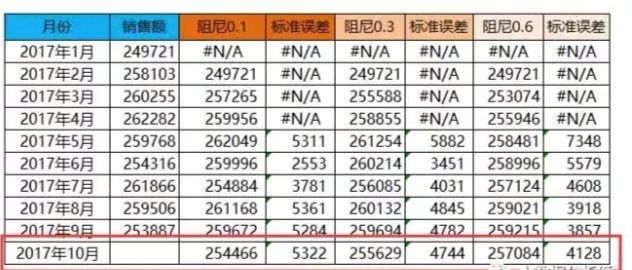 月份 销售额 阻尼0.1 标准误差 阻尼0.3 标准误差 阻尼0.6 标准误差
2017年1月 249721 #N/A #N/A #N/A #N/A #N/A #N/A
2017年2月 258103 249721 #N/A 249721 #N/A 249721 #N/A
2017年3月 260255 257265 #N/A 255588 #N/A 253074 #N/A
2017年4月 262282 259956 #N/A 258855 #N/A 255946 #N/A
2017年5月 259768 262049 5311 261254 5882 258481 7348
2017年6月 254316 259996 2553 260214 3451 258996 5579
2017年7月 261866 254884 3781 256085 4031 257124 4608
2017年8月 259506 261168 5361 260132 4845 259021 3918
2017年9月 253887 259672 5284 259694 4782 259215 3857
2017年10月 254466 5322 255629 4744 257084 4128